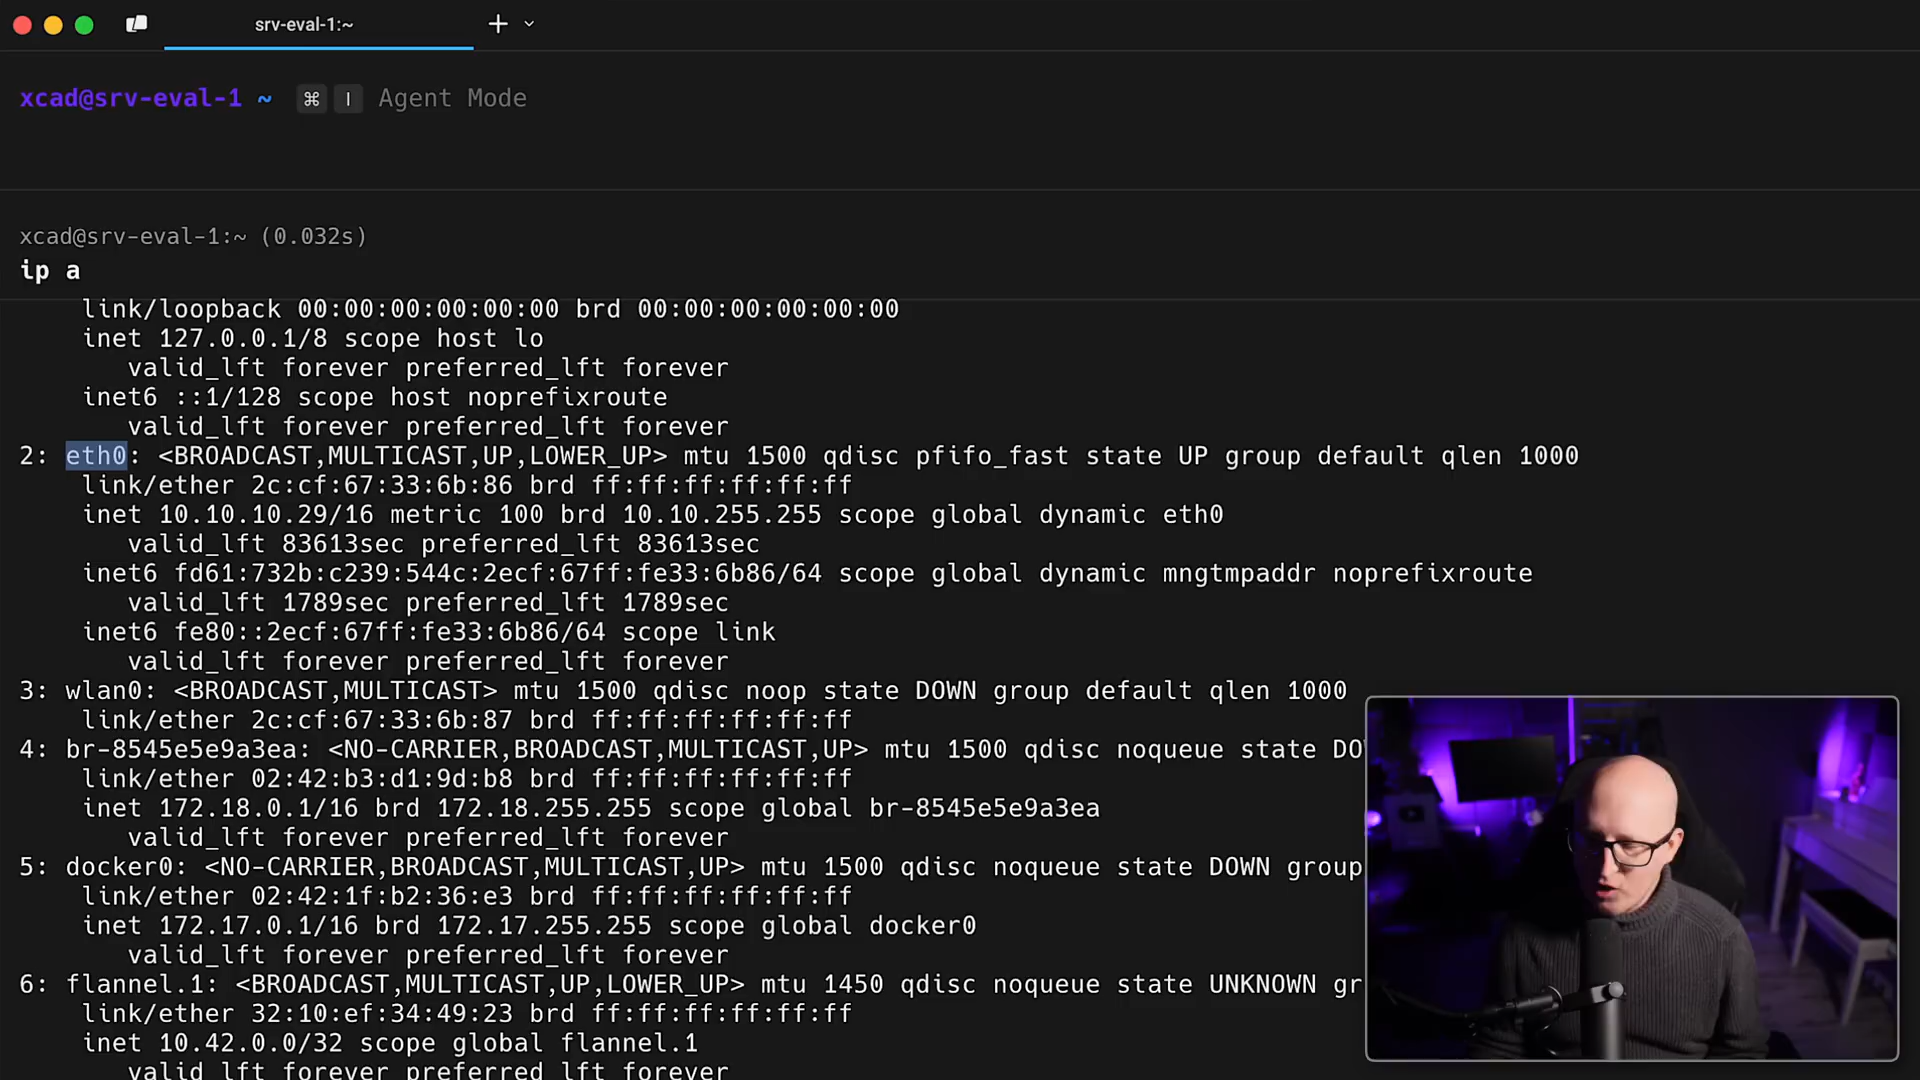 srv-eval-1:~
xcad@srv-eval-1 ~ ⌘ I Agent Mode
xcad@srv-eval-1:~ (0.032s)
ip a
link/loopback 00:00:00:00:00:00 brd 00:00:00:00:00:00
inet 127.0.0.1/8 scope host lo
valid_lft forever preferred_lft forever
inet6 ::1/128 scope host noprefixroute
valid_lft forever preferred_lft forever
2: eth0: <BROADCAST,MULTICAST,UP,LOWER_UP> mtu 1500 qdisc pfifo_fast state UP group default qlen 1000
link/ether 2c:cf:67:33:6b:86 brd ff:ff:ff:ff:ff:ff
inet 10.10.10.29/16 metric 100 brd 10.10.255.255 scope global dynamic eth0
valid_lft 83613sec preferred_lft 83613sec
inet6 fd61:732b:c239:544c:2ecf:67ff:fe33:6b86/64 scope global dynamic mngtmpaddr noprefixroute
valid_lft 1789sec preferred_lft 1789sec
inet6 fe80::2ecf:67ff:fe33:6b86/64 scope link
valid_lft forever preferred_lft forever
3: wlan0: <BROADCAST,MULTICAST> mtu 1500 qdisc noop state DOWN group default qlen 1000
link/ether 2c:cf:67:33:6b:87 brd ff:ff:ff:ff:ff:ff
4: br-8545e5e9a3ea: <NO-CARRIER,BROADCAST,MULTICAST,UP> mtu 1500 qdisc noqueue state DO
link/ether 02:42:b3:d1:9d:b8 brd ff:ff:ff:ff:ff:ff
inet 172.18.0.1/16 brd 172.18.255.255 scope global br-8545e5e9a3ea
valid_lft forever preferred_lft forever
5: docker0: <NO-CARRIER,BROADCAST,MULTICAST,UP> mtu 1500 qdisc noqueue state DOWN group
link/ether 02:42:1f:b2:36:e3 brd ff:ff:ff:ff:ff:ff
inet 172.17.0.1/16 brd 172.17.255.255 scope global docker0
valid_lft forever preferred_lft forever
6: flannel.1: <BROADCAST,MULTICAST,UP,LOWER_UP> mtu 1450 qdisc noqueue state UNKNOWN gr
link/ether 32:10:ef:34:49:23 brd ff:ff:ff:ff:ff:ff
inet 10.42.0.0/32 scope global flannel.1
valid_lft forever preferred_lft forever